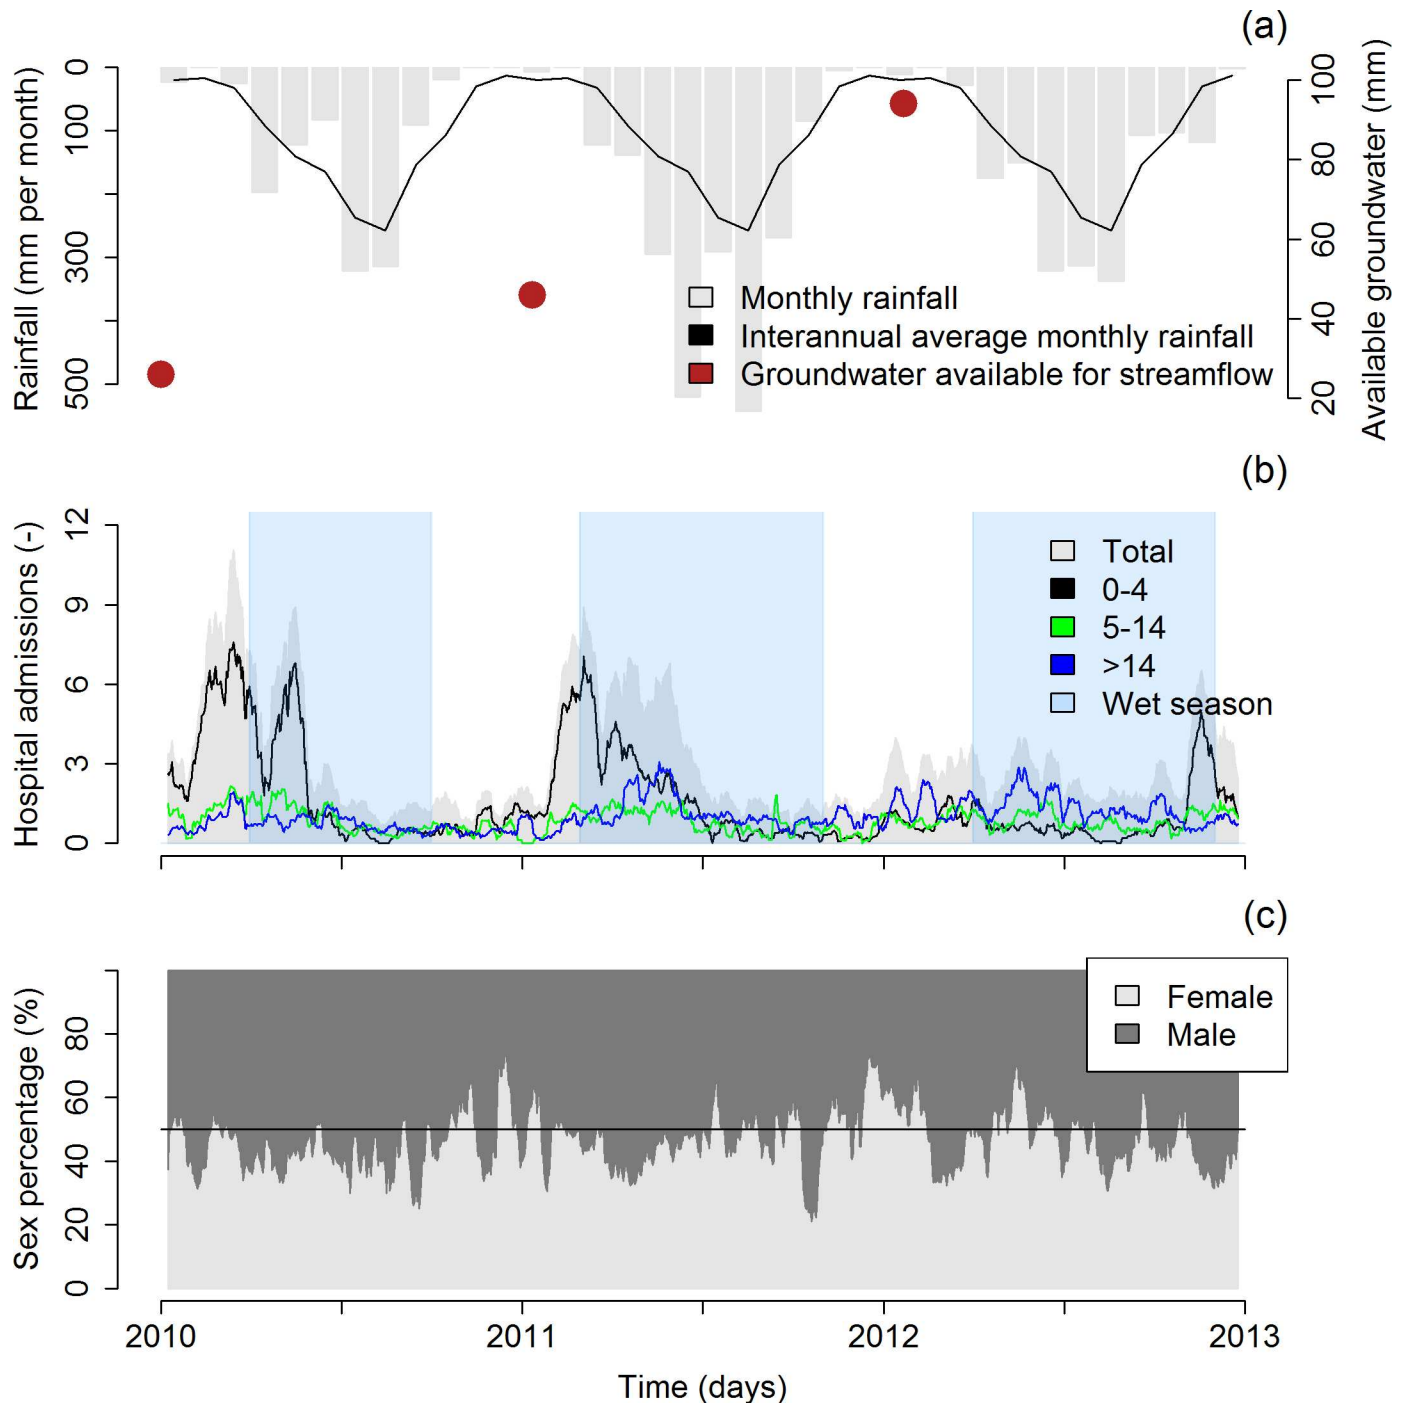 (a)
Rainfall (mm per month)
0
100
300
500
Available groundwater (mm)
100
80
60
40
20
Monthly rainfall
Interannual average monthly rainfall
Groundwater available for streamflow
(b)
Hospital admissions (-)
12
9
6
3
0
Total
0-4
5-14
>14
Wet season
(c)
Sex percentage (%)
80
60
40
20
0
Female
Male
2010
2011
2012
2013
Time (days)